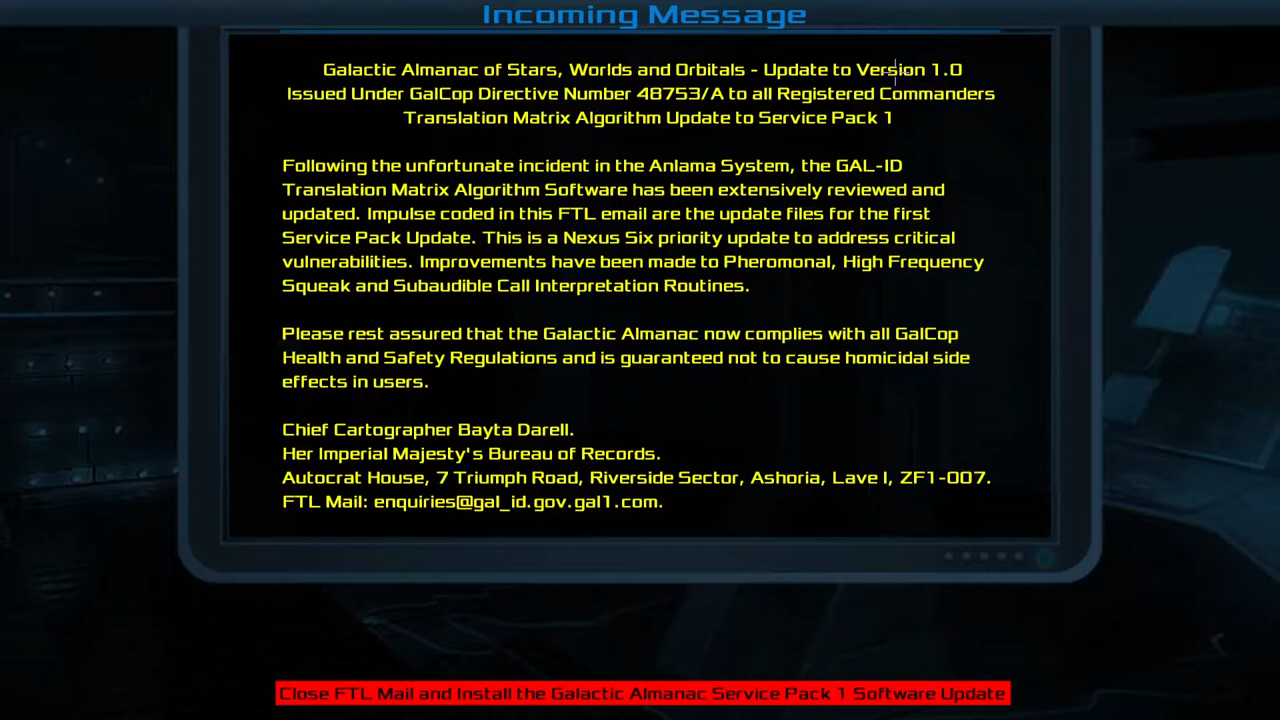 Incoming Message
Galactic Almanac of Stars, Worlds and Orbitals - Update to Version 1.0
Issued Under GalCop Directive Number 48753/A to all Registered Commanders
Translation Matrix Algorithm Update to Service Pack 1
Following the unfortunate incident in the Anlama System, the GAL-ID
Translation Matrix Algorithm Software has been extensively reviewed and
updated. Impulse coded in this FTL email are the update files for the first
Service Pack Update. This is a Nexus Six priority update to address critical
vulnerabilities. Improvements have been made to Pheromonal, High Frequency
Squeak and Subaudible Call Interpretation Routines.
Please rest assured that the Galactic Almanac now complies with all GalCop
Health and Safety Regulations and is guaranteed not to cause homicidal side
effects in users.
Chief Cartographer Bayta Darell.
Her Imperial Majesty's Bureau of Records.
Autocrat House, 7 Triumph Road, Riverside Sector, Ashoria, Lave I, ZF1-007.
FTL Mail: enquiries@gal_id.gov.gal1.com.
Close FTL Mail and Install the Galactic Almanac Service Pack 1 Software Update